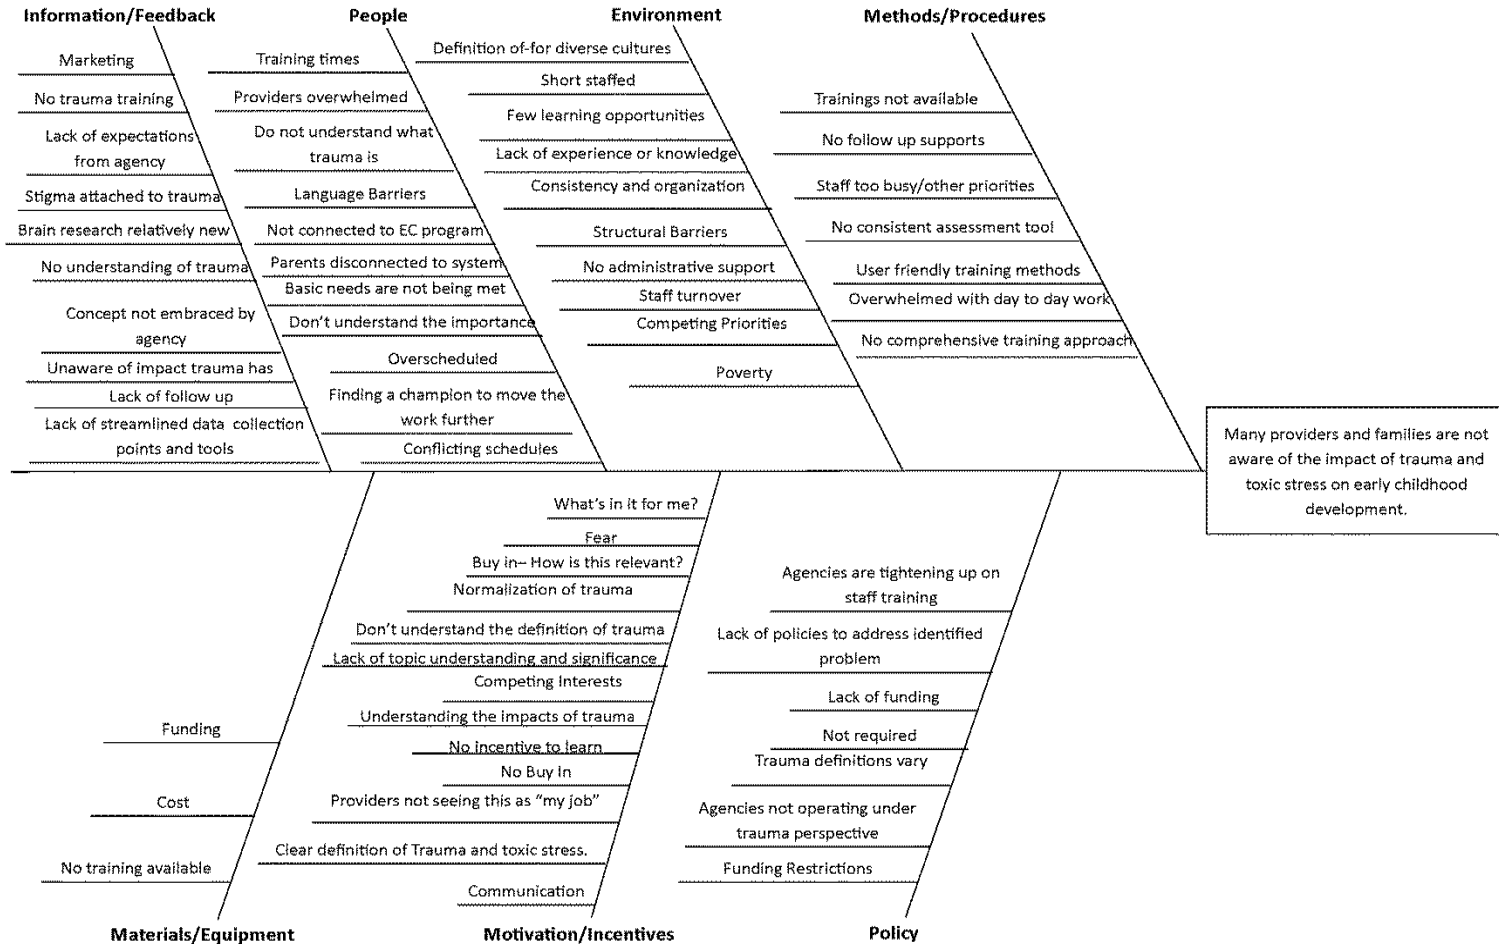 Information/Feedback
Marketing
No trauma training
Lack of expectations
from agency
Stigma attached to trauma
Brain research relatively new
No understanding of trauma
Concept not embraced by
agency
Unaware of impact trauma has
Lack of follow up
Lack of streamlined data collection
points and tools
People
Training times
Providers overwhelmed
Do not understand what
trauma is
Language Barriers
Not connected to EC program
Parents disconnected to system
Basic needs are not being met
Don't understand the importance
Overscheduled
Finding a champion to move the
work further
Conflicting schedules
Environment
Definition of-for diverse cultures
Short staffed
Few learning opportunities
Lack of experience or knowledge
Consistency and organization
Structural Barriers
No administrative support
Staff turnover
Competing Priorities
Poverty
Methods/Procedures
Trainings not available
No follow up supports
Staff too busy/other priorities
No consistent assessment tool
User friendly training methods
Overwhelmed with day to day work
No comprehensive training approach
Many providers and families are not
aware of the impact of trauma and
toxic stress on early childhood
development.
Funding
Cost
No training available
Materials/Equipment
What's in it for me?
Fear
Buy in– How is this relevant?
Normalization of trauma
Don't understand the definition of trauma
Lack of topic understanding and significance
Competing Interests
Understanding the impacts of trauma
No incentive to learn
No Buy In
Providers not seeing this as “my job”
Clear definition of Trauma and toxic stress.
Communication
Motivation/Incentives
Agencies are tightening up on
staff training
Lack of policies to address identified
problem
Lack of funding
Not required
Trauma definitions vary
Agencies not operating under
trauma perspective
Funding Restrictions
Policy